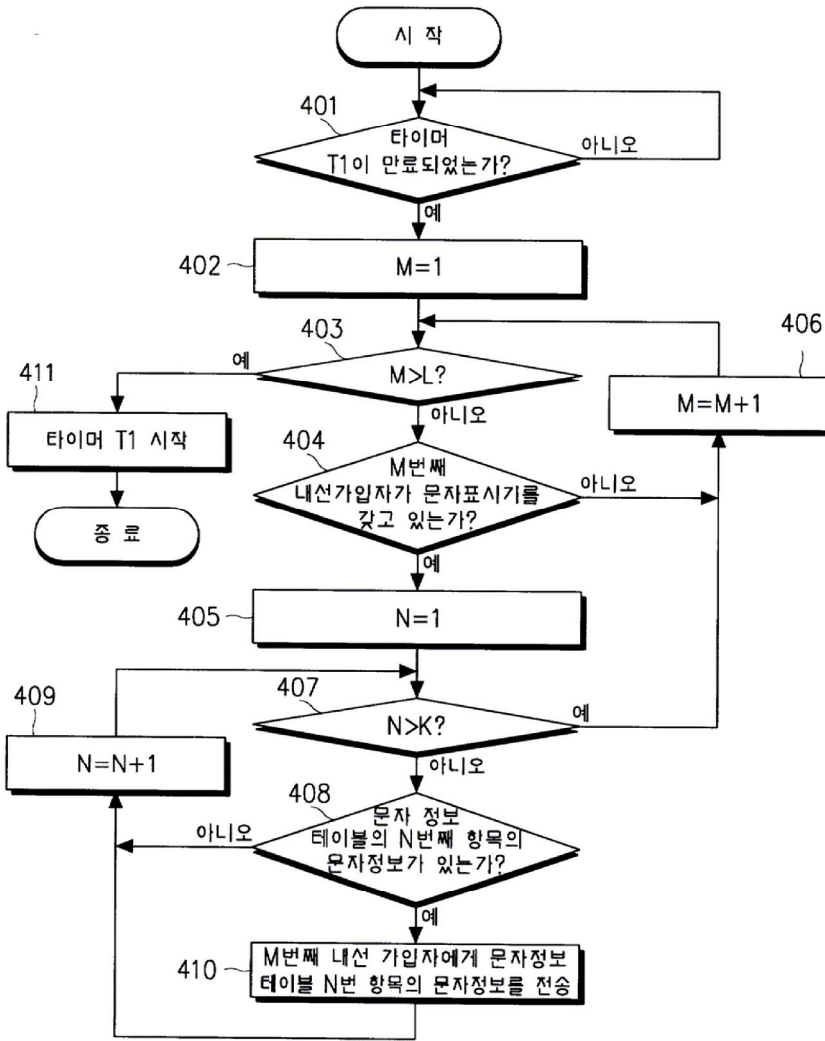 시 작
401
타이머
T1이 만료되었는가?
아니오
예
402
M=1
403
예
M>L?
406
411
아니오
M=M+1
타이머 T1 시작
404
M번째
내선가입자가 문자표시기를
갖고 있는가?
아니오
종 료
예
405
N=1
409
407
N>K?
예
N=N+1
아니오
408
문자 정보
테이블의 N번째 항목의
문자정보가 있는가?
아니오
예
410
M번째 내선 가입자에게 문자정보
테이블 N번 항목의 문자정보를 전송